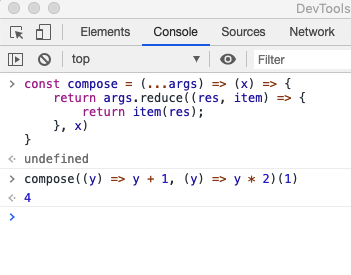 DevTools
Elements Console Sources Network
top Filter
const compose = (...args) => (x) => {
return args.reduce((res, item) => {
return item(res);
}, x)
}
undefined
compose((y) => y + 1, (y) => y * 2)(1)
4